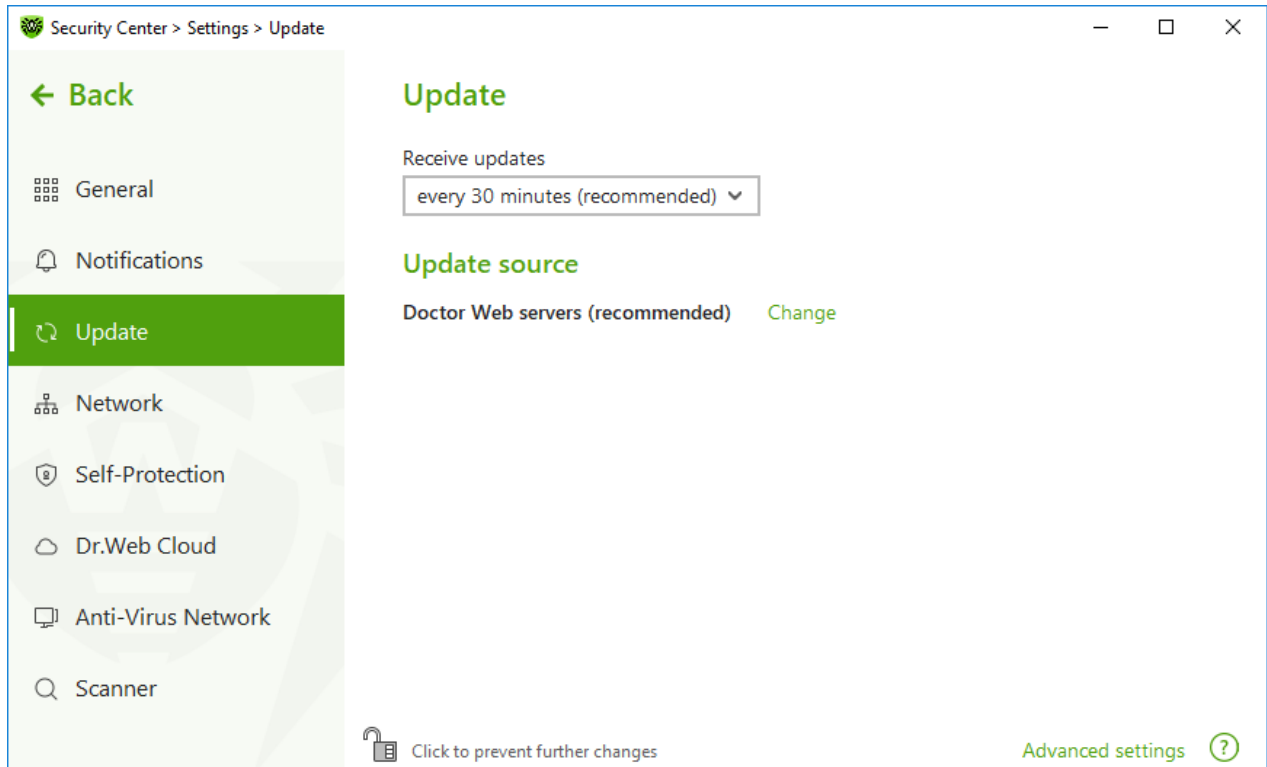 Security Center > Settings > Update
Back
General
Notifications
Update
Network
Self-Protection
Dr.Web Cloud
Anti-Virus Network
Scanner
Update
Receive updates
every 30 minutes (recommended)
Update source
Doctor Web servers (recommended) Change
Click to prevent further changes
Advanced settings ?